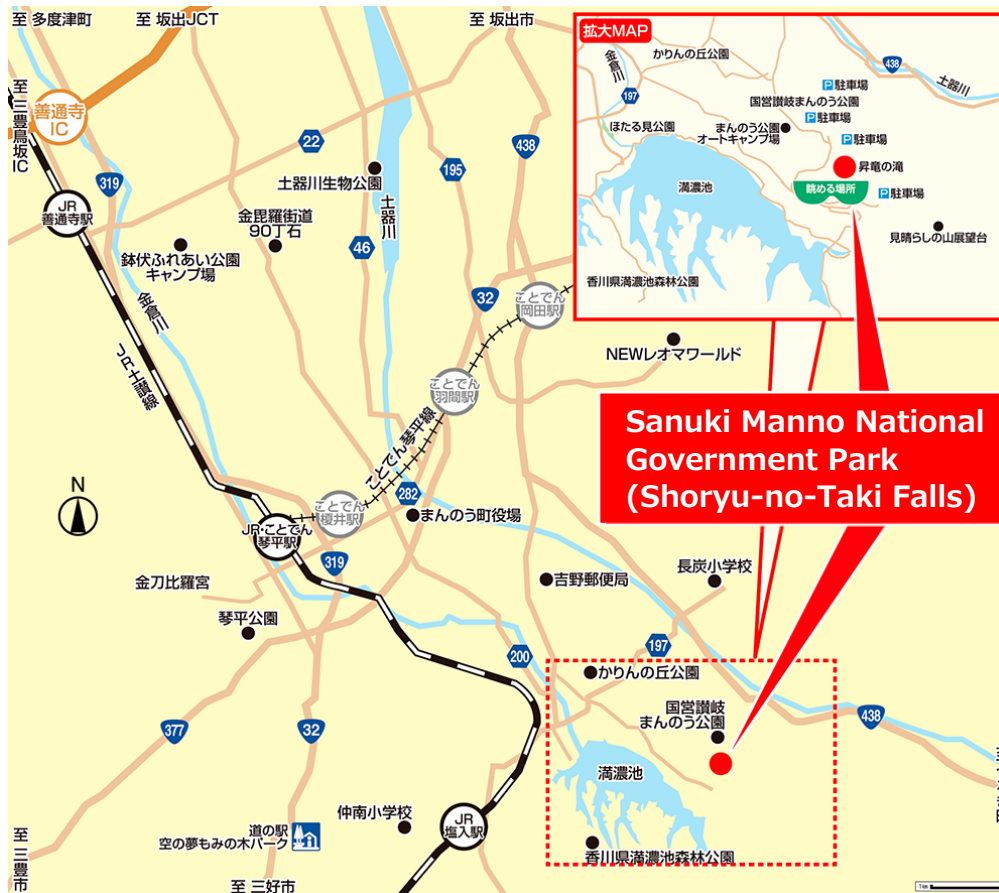 至 多度津町
至 坂出JCT
至 坂出市
至 三豊鳥坂IC
善通寺
IC
319
22
438
195
土器川生物公園
土器川
JR
善通寺駅
金毘羅街道
90丁石
46
鉢伏ふれあい公園
キャンプ場
金倉川
32
ことでん
岡田駅
JR土讃線
NEWレオマワールド
ことでん
羽間駅
ことでん琴平線
N
282
まんのう町役場
ことでん
榎井駅
JR・ことでん
琴平駅
319
金刀比羅宮
吉野郵便局
長炭小学校
琴平公園
200
197
かりんの丘公園
国営讃岐
まんのう公園
377
32
438
満濃池
仲南小学校
JR
塩入駅
道の駅
空の夢もみの木パーク
香川県満濃池森林公園
至 三豊市
至 三好市
1km
拡大MAP
かりんの丘公園
438
金倉川
197
土器川
P駐車場
国営讃岐まんのう公園
P駐車場
ほたる見公園
まんのう公園
オートキャンプ場
P駐車場
昇竜の滝
満濃池
眺める場所
P駐車場
見晴らしの山展望台
香川県満濃池森林公園
Sanuki Manno National
Government Park
(Shoryu-no-Taki Falls)